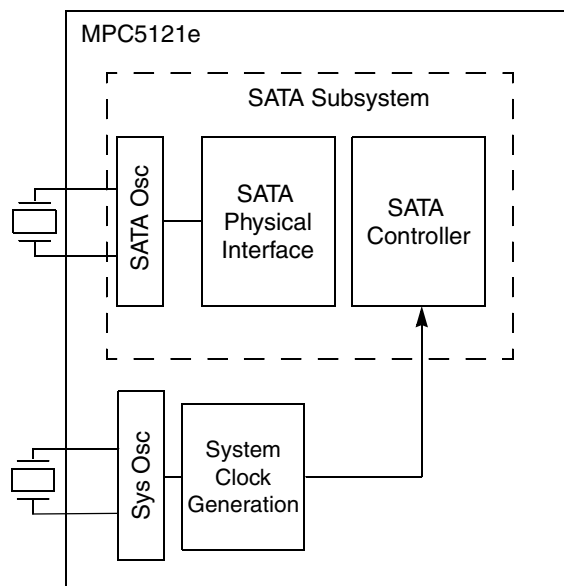 MPC5121e
SATA Subsystem
SATA Osc
SATA
Physical
Interface
SATA
Controller
Sys Osc
System
Clock
Generation